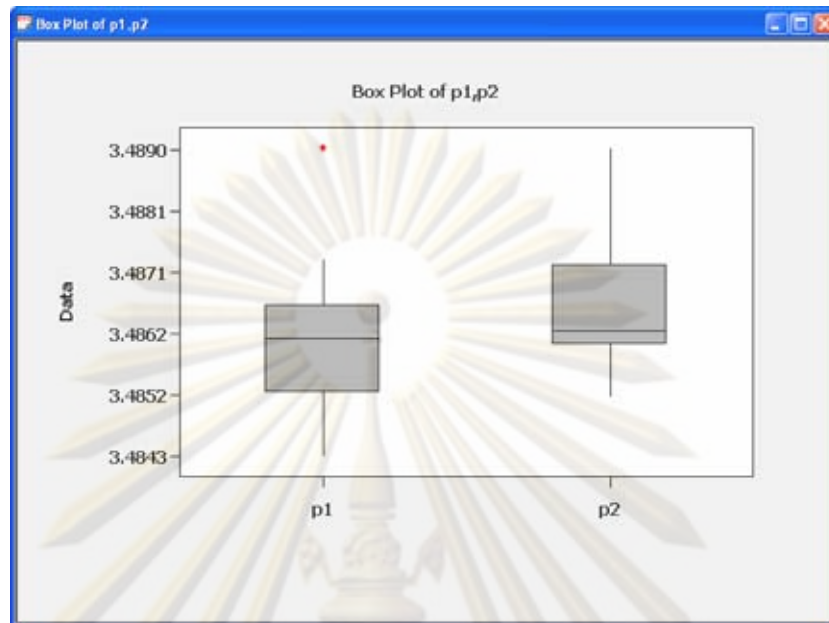 Box Plot of p1,p2
Box Plot of p1,p2
3.4890
3.4881
3.4871
3.4862
3.4852
3.4843
Data
p1
p2